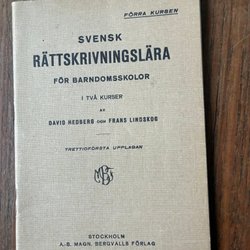 FÖRRA KURSEN
SVENSK
RÄTTSKRIVNINGSLÄRA
FÖR BARNDOMSSKOLOR
I TVÅ KURSER
AV
DAVID HEDBERG OCH FRANS LINDSKOG
TRETTIOFÖRSTA UPPLAGAN
STOCKHOLM
A.-B. MAGN. BERGVALLS FÖRLAG